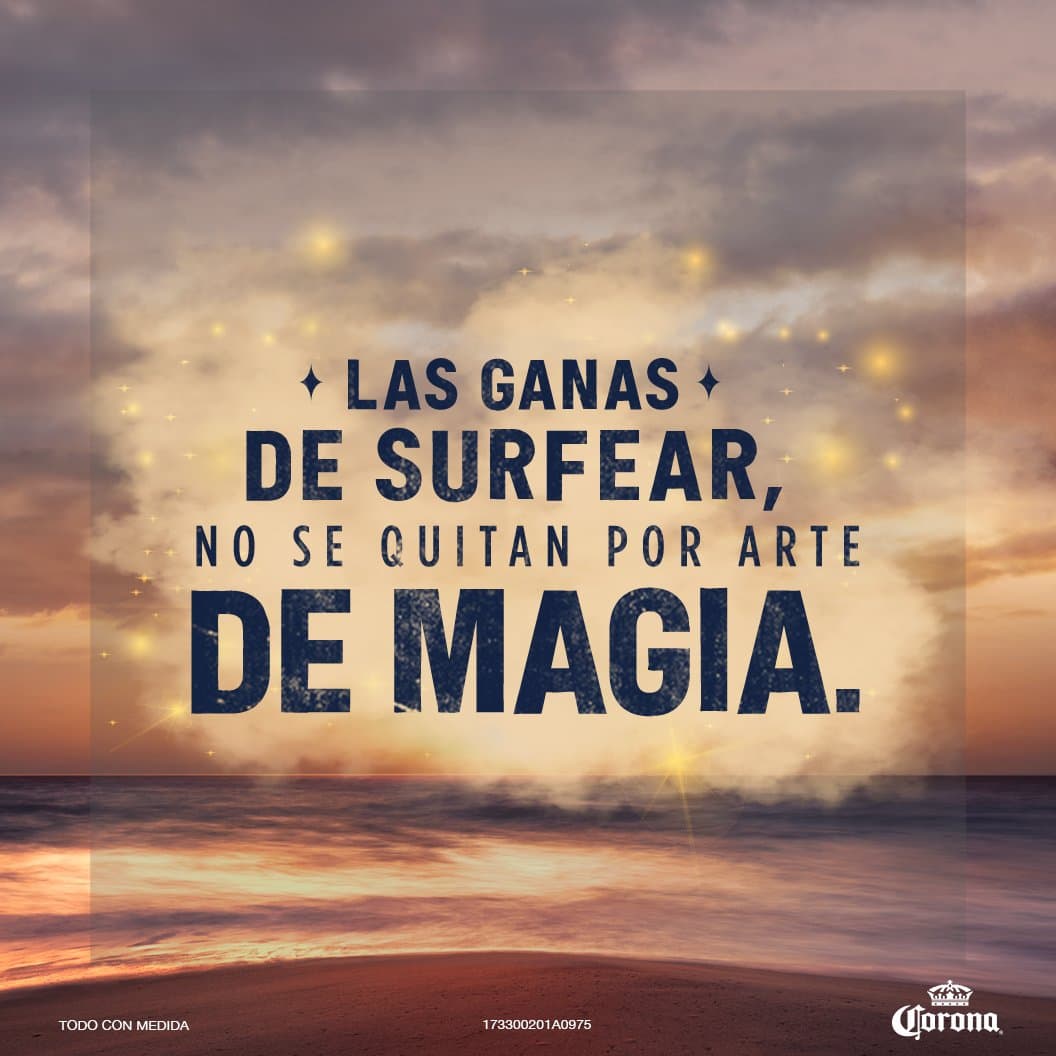 LAS GANAS
DE SURFEAR,
NO SE QUITAN POR ARTE
DE MAGIA.
TODO CON MEDIDA
173300201A0975
Corona